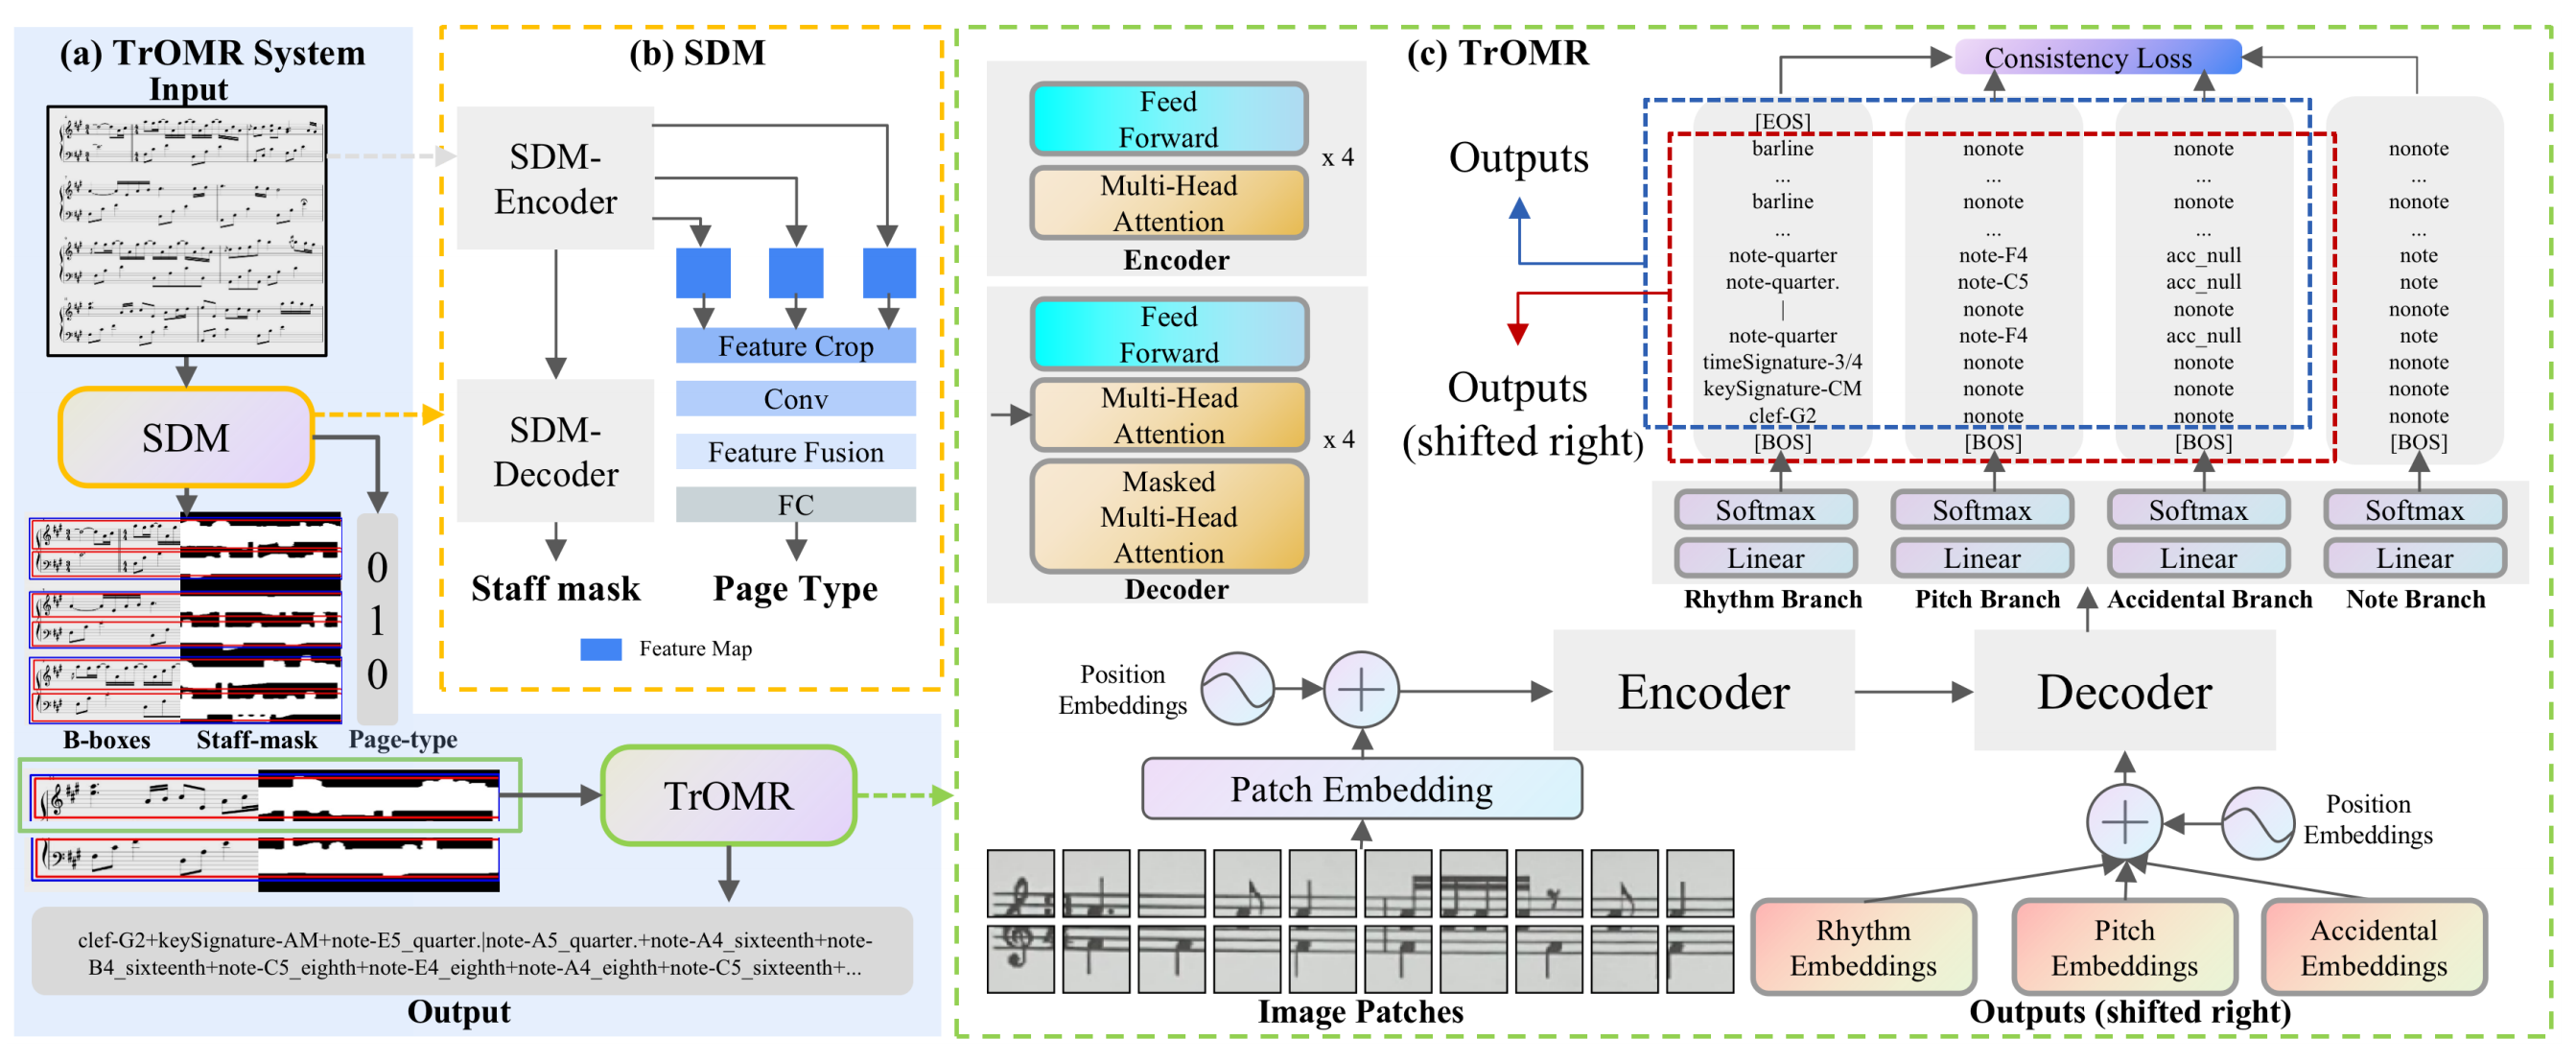 (a) TrOMR System
Input
SDM
0
1
0
B-boxes
Staff-mask
Page-type
TrOMR
clef-G2+keySignature-AM+note-E5_quarter.|note-A5_quarter.+note-A4_sixteenth+note-
B4_sixteenth+note-C5_eighth+note-E4_eighth+note-A4_eighth+note-C5_sixteenth+...
Output
(b) SDM
SDM-
Encoder
Feature Crop
Conv
Feature Fusion
FC
SDM-
Decoder
Staff mask
Page Type
Feature Map
(c) TrOMR
Feed
Forward
Multi-Head
Attention
x 4
Encoder
Feed
Forward
Multi-Head
Attention
Masked
Multi-Head
Attention
x 4
Decoder
Outputs
Outputs
(shifted right)
Consistency Loss
[EOS]
barline nonote nonote nonote
... ... ... ...
barline nonote nonote nonote
... ... ... ...
note-quarter note-F4 acc_null note
note-quarter. note-C5 acc_null note
| nonote nonote nonote
note-quarter note-F4 acc_null note
timeSignature-3/4 nonote nonote nonote
keySignature-CM nonote nonote nonote
clef-G2 nonote nonote nonote
[BOS] [BOS] [BOS] [BOS]
Softmax Softmax Softmax Softmax
Linear Linear Linear Linear
Rhythm Branch Pitch Branch Accidental Branch Note Branch
Position
Embeddings
Encoder
Decoder
Patch Embedding
Position
Embeddings
Image Patches
Rhythm
Embeddings
Pitch
Embeddings
Accidental
Embeddings
Outputs (shifted right)